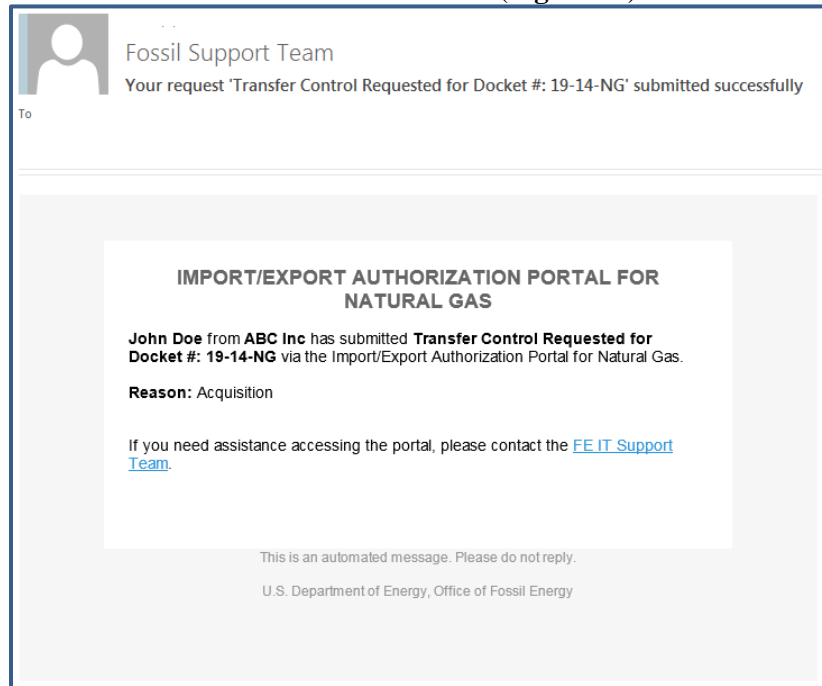 Fossil Support Team
Your request 'Transfer Control Requested for Docket #: 19-14-NG' submitted successfully
To
IMPORT/EXPORT AUTHORIZATION PORTAL FOR
NATURAL GAS
John Doe from ABC Inc has submitted Transfer Control Requested for
Docket #: 19-14-NG via the Import/Export Authorization Portal for Natural Gas.
Reason: Acquisition
If you need assistance accessing the portal, please contact the FE IT Support
Team.
This is an automated message. Please do not reply.
U.S. Department of Energy, Office of Fossil Energy